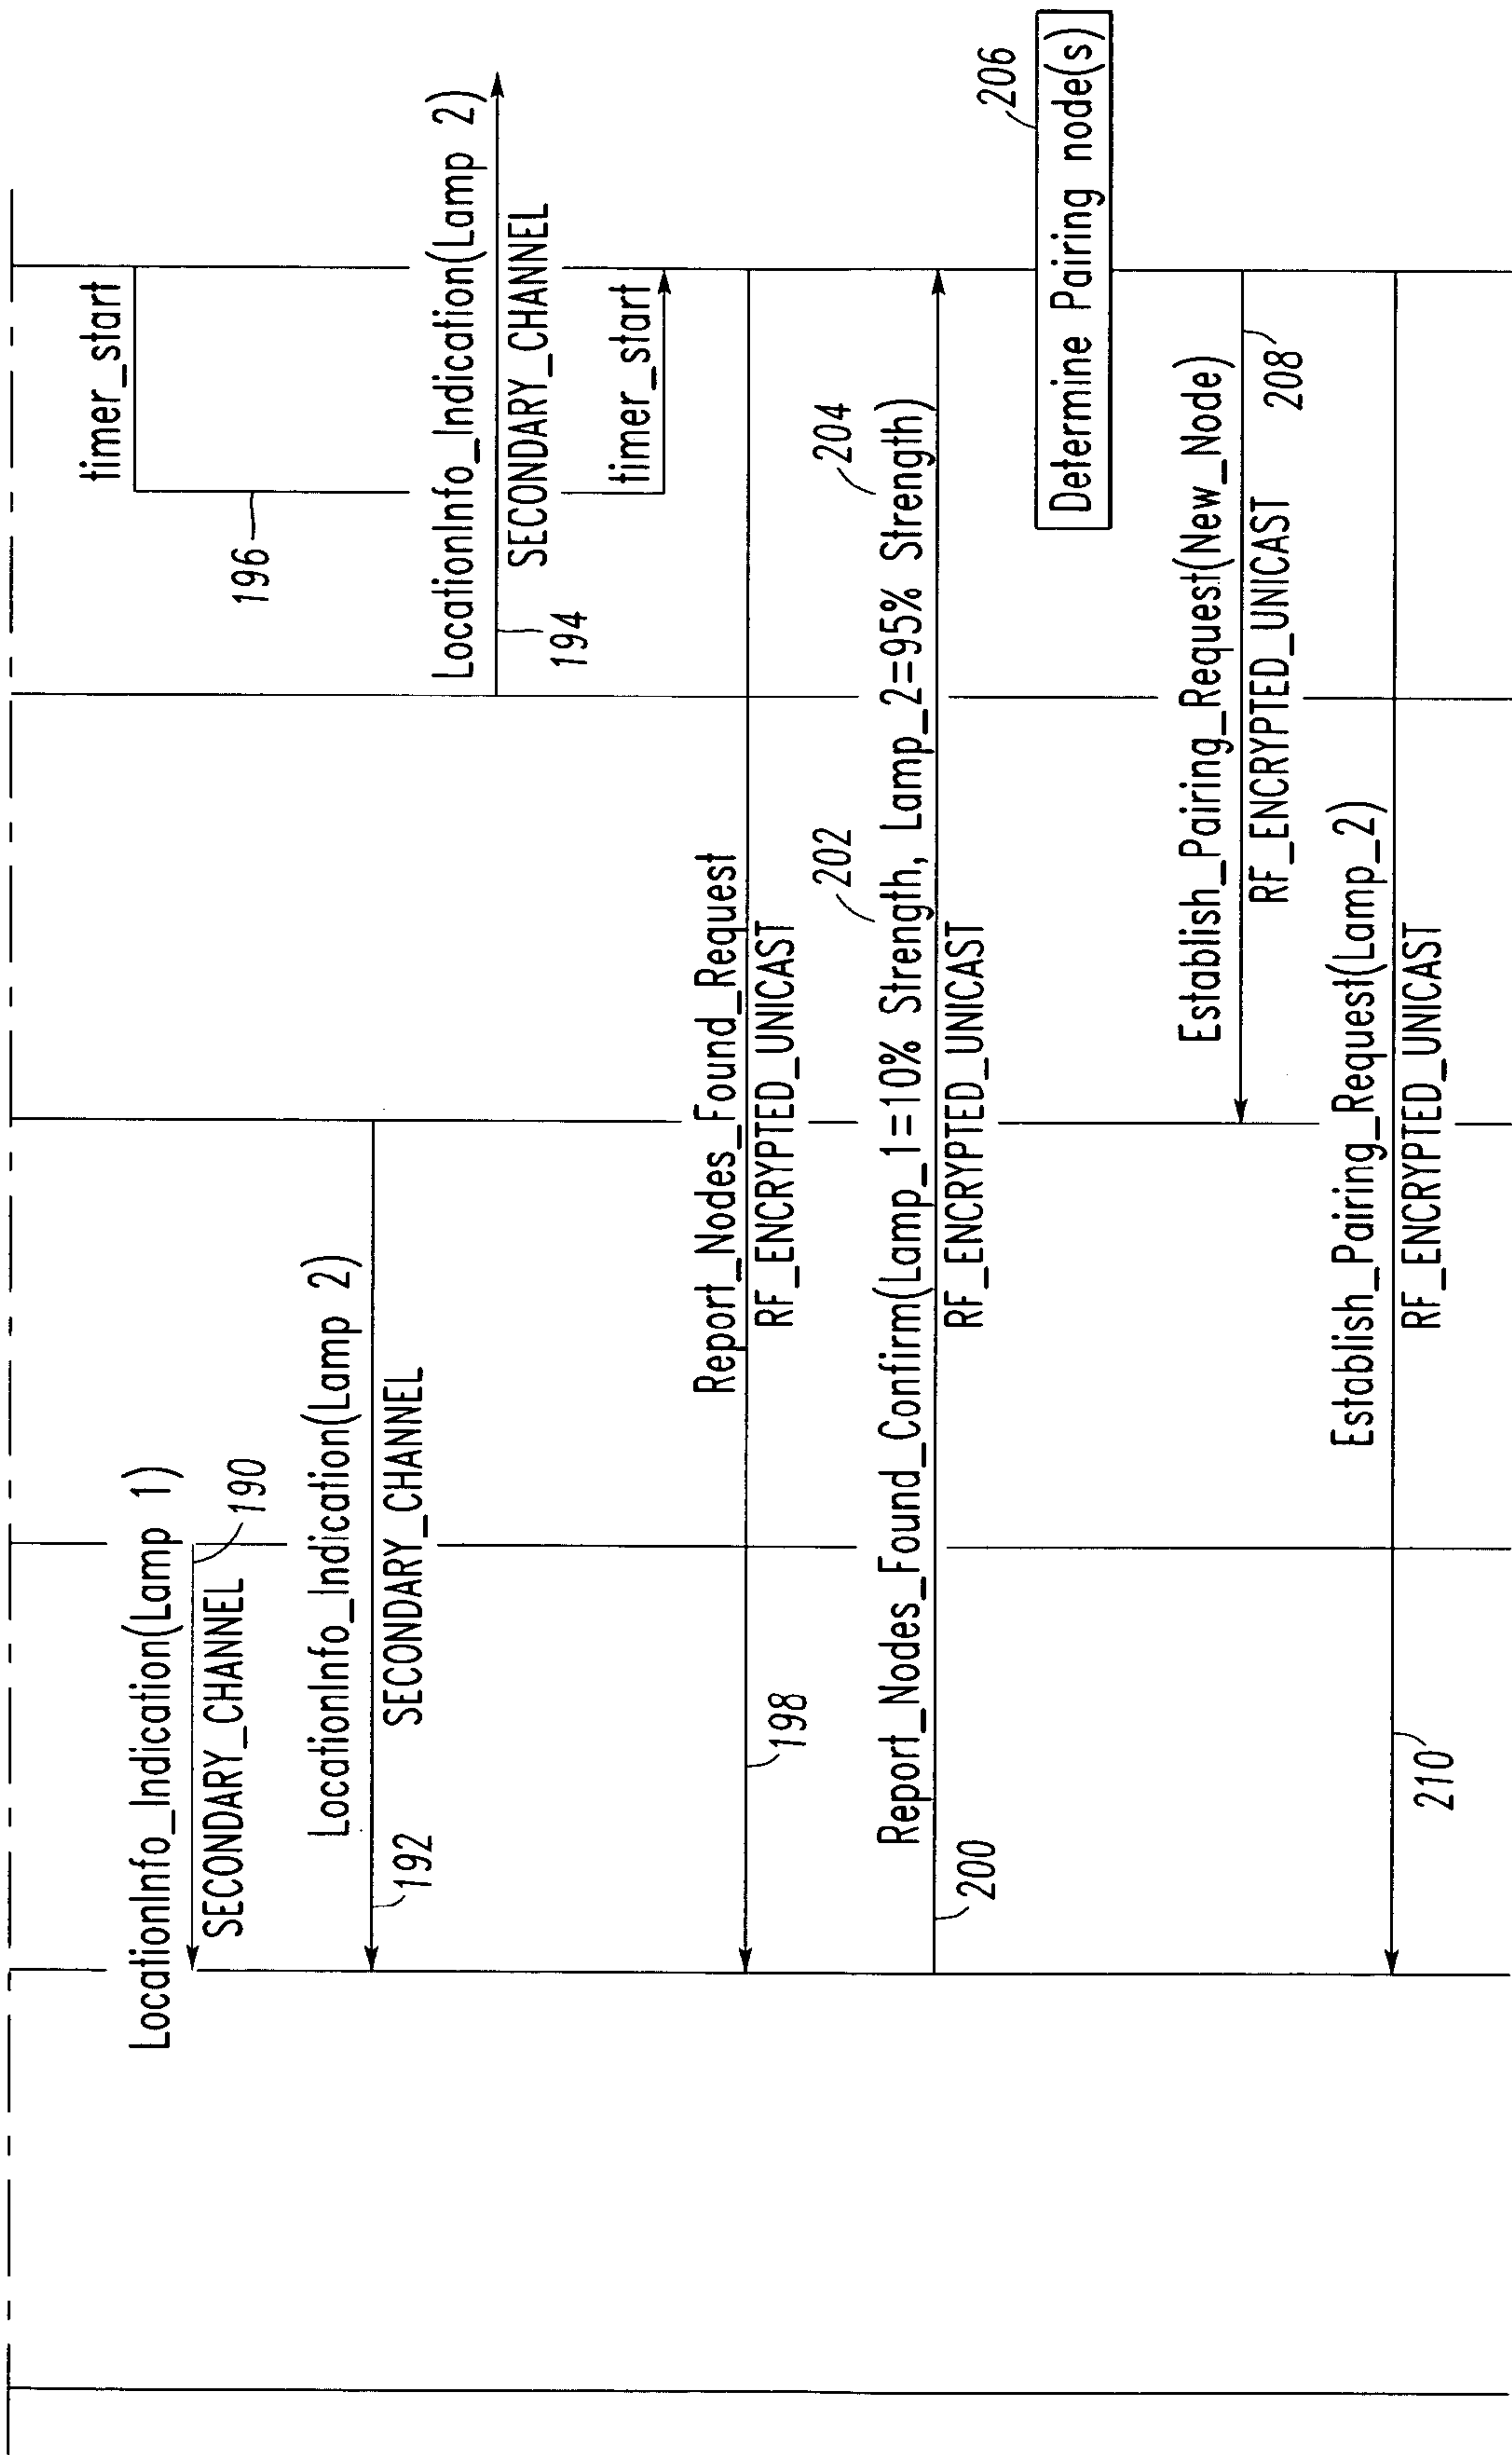 timer_start
LocationInfo_Indication(Lamp 1)
SECONDARY_CHANNEL
190
196
LocationInfo_Indication(Lamp 2)
SECONDARY_CHANNEL
192
LocationInfo_Indication(Lamp 2)
SECONDARY_CHANNEL
194
timer_start
Report_Nodes_Found_Request
RF_ENCRYPTED_UNICAST
198
202
204
Report_Nodes_Found_Confirm(Lamp_1=10% Strength, Lamp_2=95% Strength)
RF_ENCRYPTED_UNICAST
200
206
Determine Pairing node(s)
Establish_Pairing_Request(New_Node)
RF_ENCRYPTED_UNICAST
208
Establish_Pairing_Request(Lamp_2)
RF_ENCRYPTED_UNICAST
210